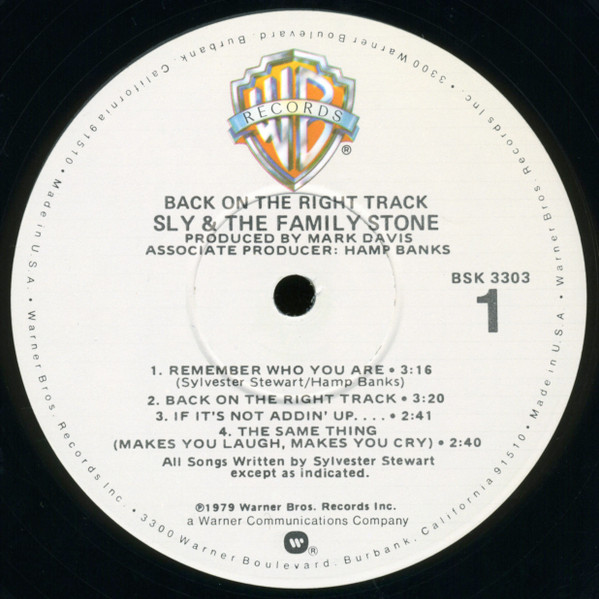 WB
RECORDS
®
BACK ON THE RIGHT TRACK
SLY & THE FAMILY STONE
PRODUCED BY MARK DAVIS
ASSOCIATE PRODUCER: HAMP BANKS
BSK 3303
1
1. REMEMBER WHO YOU ARE • 3:16
(Sylvester Stewart/Hamp Banks)
2. BACK ON THE RIGHT TRACK • 3:20
3. IF IT'S NOT ADDIN' UP. . . . • 2:41
4. THE SAME THING
(MAKES YOU LAUGH, MAKES YOU CRY) • 2:40
All Songs Written by Sylvester Stewart
except as indicated.
℗1979 Warner Bros. Records Inc.
a Warner Communications Company
W ®
Made in U.S.A. • Warner Bros. Records Inc. • 3300 Warner Boulevard, Burbank, California 91510 • Made in U.S.A. • Warner Bros. Records Inc. • 3300 Warner Boulevard, Burbank, California 91510 •